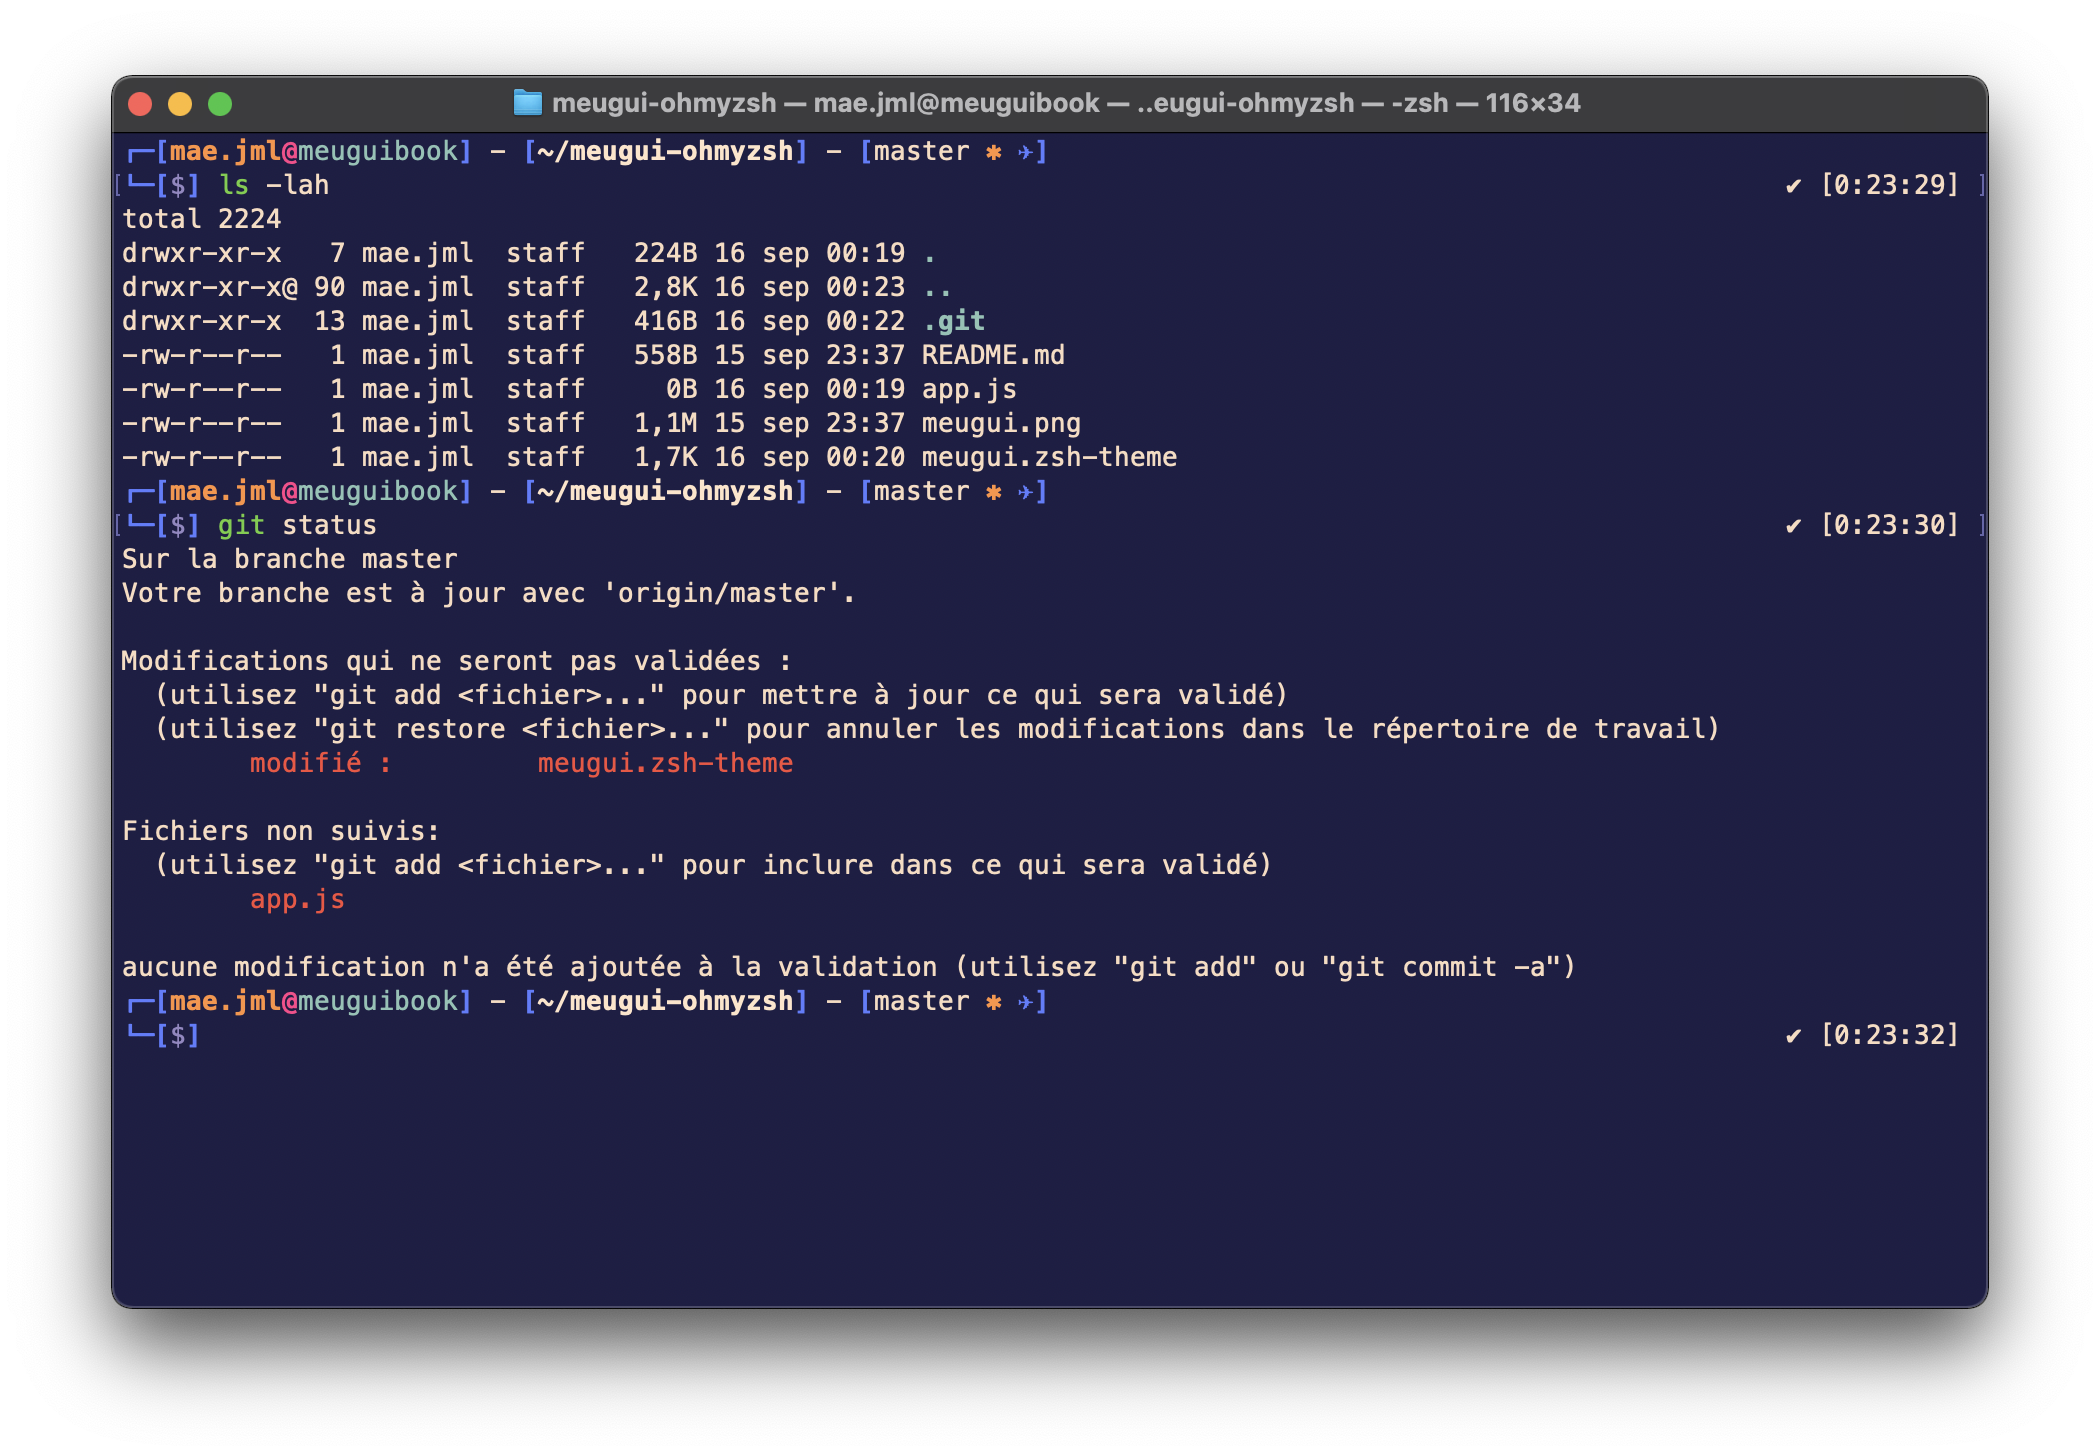 meugui-ohmyzsh — mae.jml@meuguibook — ..eugui-ohmyzsh — -zsh — 116×34
┌─[mae.jml@meuguibook] - [~/meugui-ohmyzsh] - [master ✱ ✈]
[└─[$] ls -lah ✔ [0:23:29] ]
total 2224
drwxr-xr-x   7 mae.jml  staff   224B 16 sep 00:19 .
drwxr-xr-x@ 90 mae.jml  staff   2,8K 16 sep 00:23 ..
drwxr-xr-x  13 mae.jml  staff   416B 16 sep 00:22 .git
-rw-r--r--   1 mae.jml  staff   558B 15 sep 23:37 README.md
-rw-r--r--   1 mae.jml  staff     0B 16 sep 00:19 app.js
-rw-r--r--   1 mae.jml  staff   1,1M 15 sep 23:37 meugui.png
-rw-r--r--   1 mae.jml  staff   1,7K 16 sep 00:20 meugui.zsh-theme
┌─[mae.jml@meuguibook] - [~/meugui-ohmyzsh] - [master ✱ ✈]
[└─[$] git status ✔ [0:23:30] ]
Sur la branche master
Votre branche est à jour avec 'origin/master'.
Modifications qui ne seront pas validées :
  (utilisez "git add <fichier>..." pour mettre à jour ce qui sera validé)
  (utilisez "git restore <fichier>..." pour annuler les modifications dans le répertoire de travail)
        modifié :         meugui.zsh-theme
Fichiers non suivis:
  (utilisez "git add <fichier>..." pour inclure dans ce qui sera validé)
        app.js
aucune modification n'a été ajoutée à la validation (utilisez "git add" ou "git commit -a")
┌─[mae.jml@meuguibook] - [~/meugui-ohmyzsh] - [master ✱ ✈]
└─[$] ✔ [0:23:32]